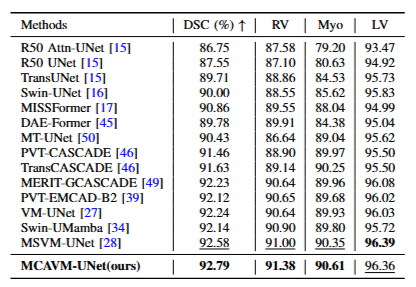 Methods DSC (%) ↑ RV Myo LV
R50 Attn-UNet [15] 86.75 87.58 79.20 93.47
R50 UNet [15] 87.55 87.10 80.63 94.92
TransUNet [15] 89.71 88.86 84.53 95.73
Swin-UNet [16] 90.00 88.55 85.62 95.83
MISSFormer [17] 90.86 89.55 88.04 94.99
DAE-Former [45] 89.78 89.91 84.38 95.04
MT-UNet [50] 90.43 86.64 89.04 95.62
PVT-CASCADE [46] 91.46 88.90 89.97 95.50
TransCASCADE [46] 91.63 89.14 90.25 95.50
MERIT-GCASCADE [49] 92.23 90.64 89.96 96.08
PVT-EMCAD-B2 [39] 92.12 90.65 89.68 96.02
VM-UNet [27] 92.24 90.64 89.93 96.03
Swin-UMamba [34] 92.14 90.90 89.80 95.72
MSVM-UNet [28] 92.58 91.00 90.35 96.39
MCAVM-UNet(ours) 92.79 91.38 90.61 96.36